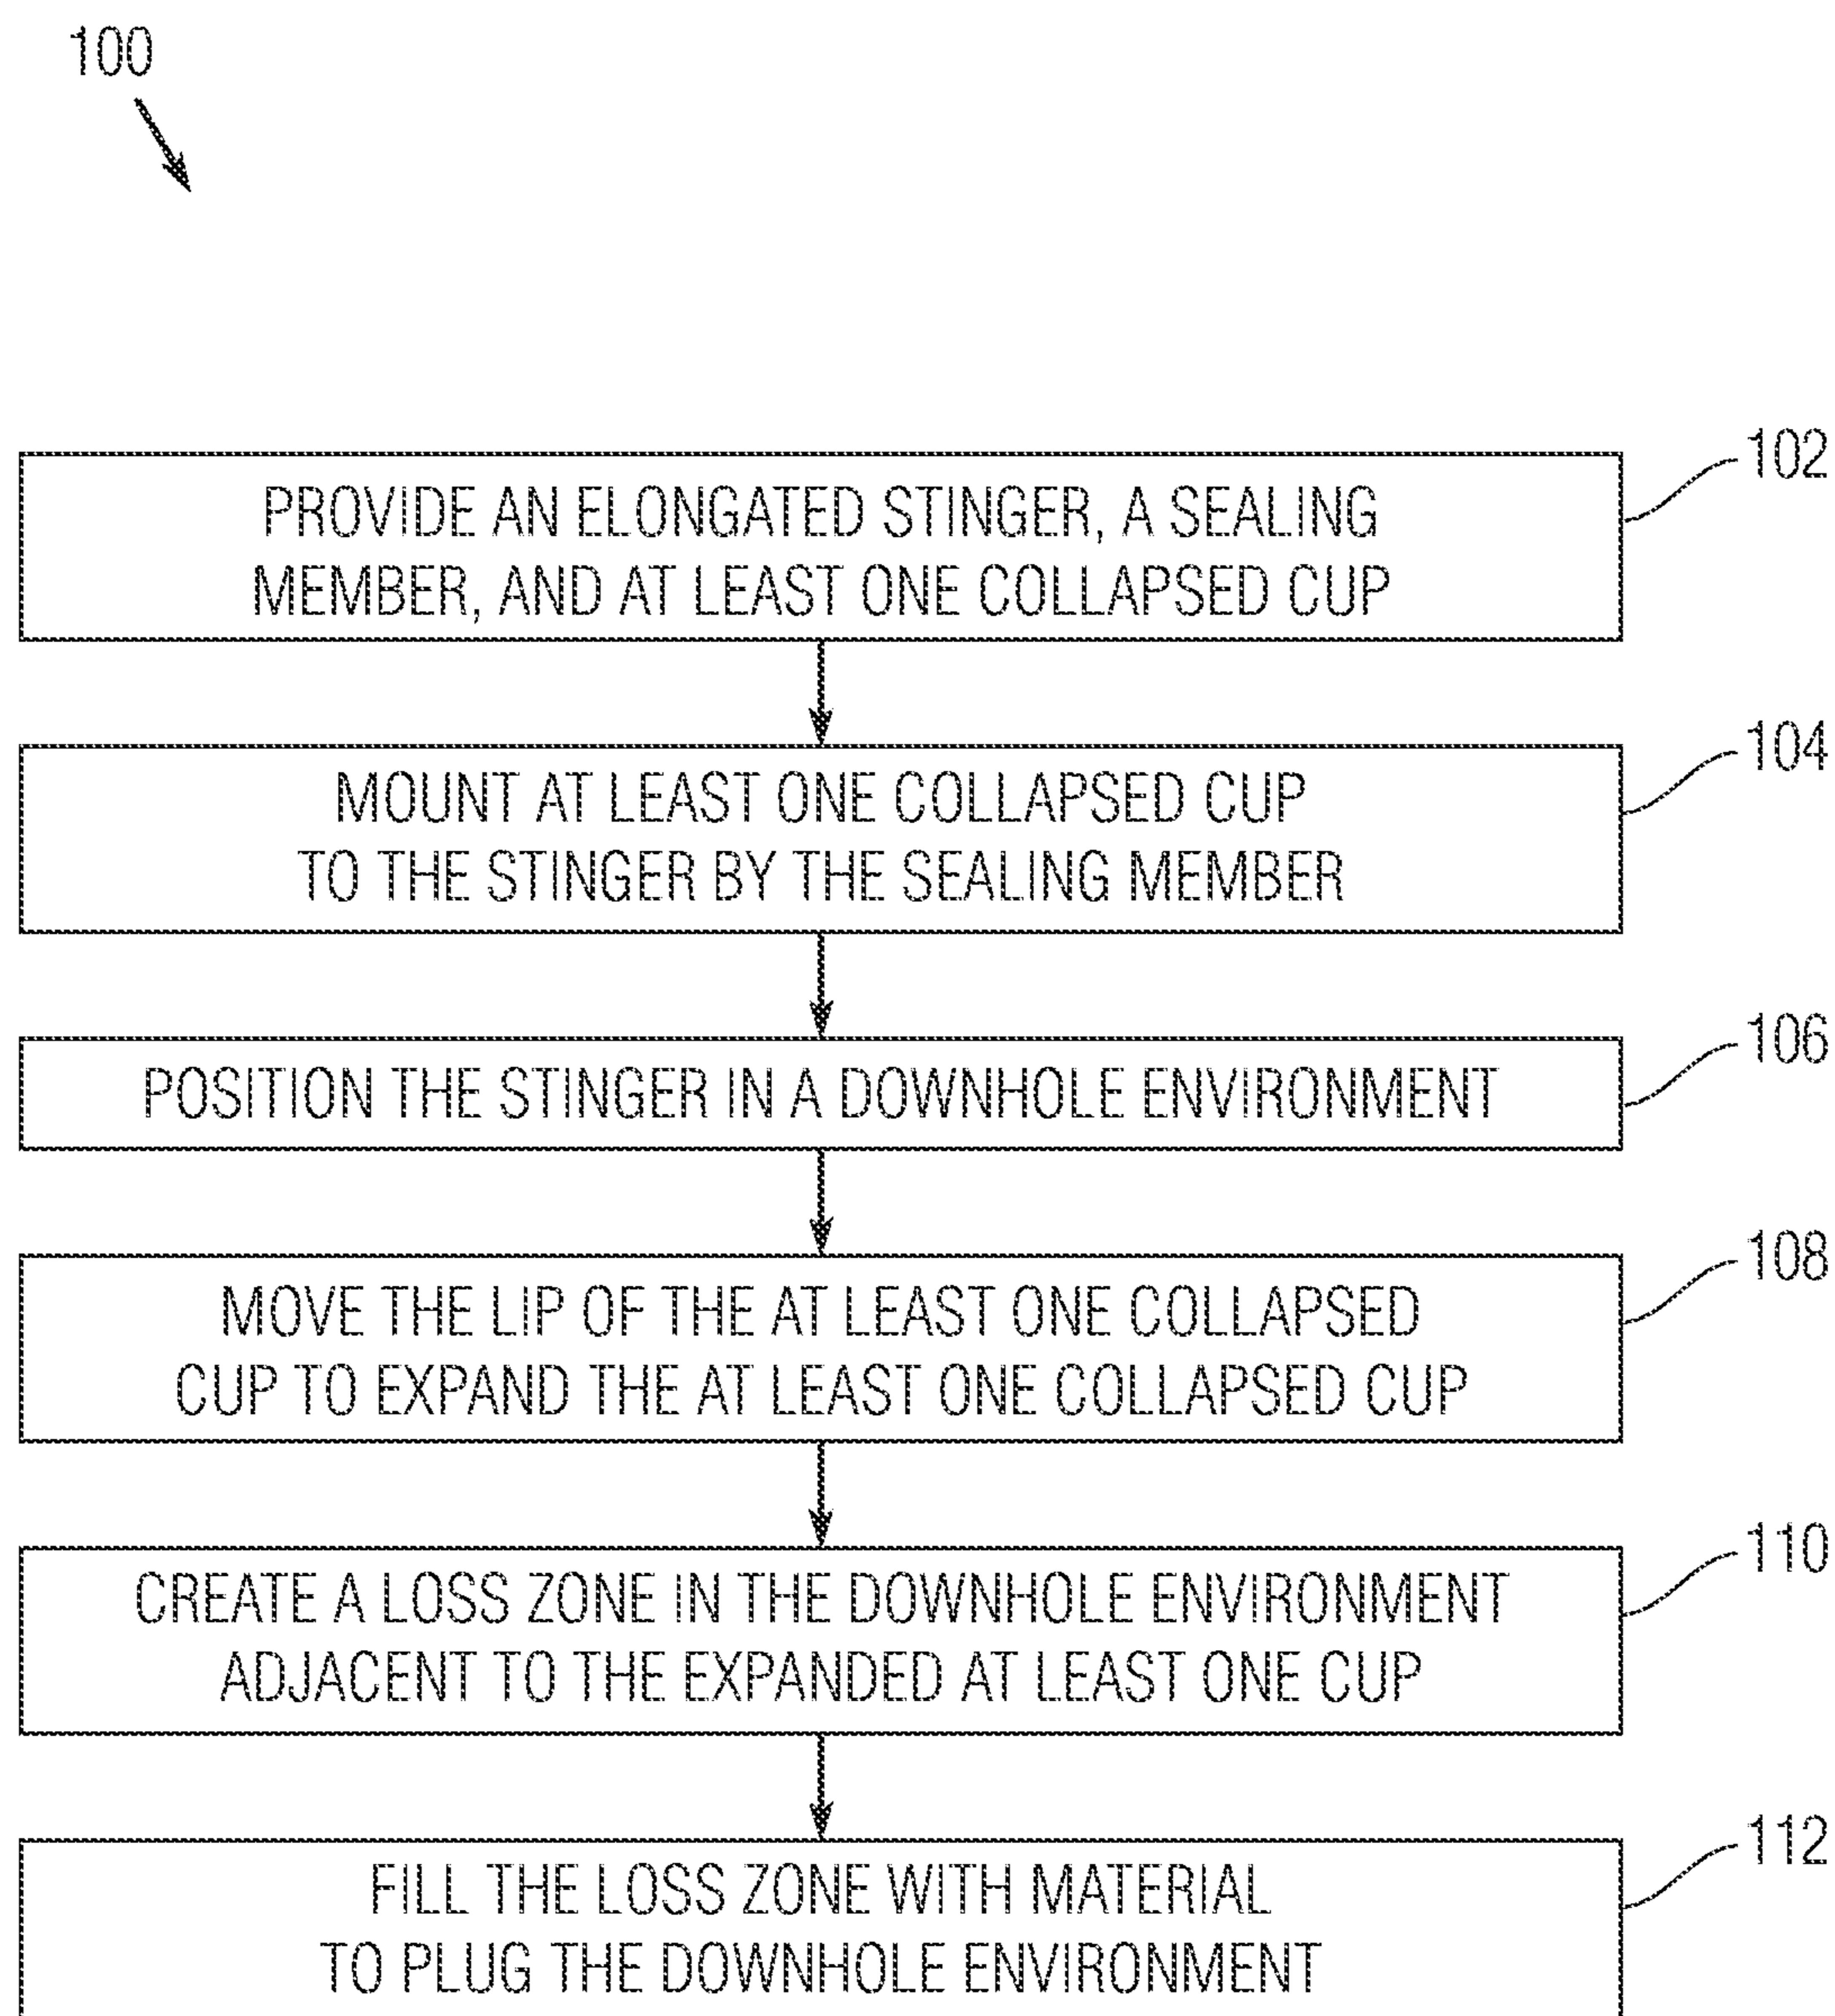 100
102
PROVIDE AN ELONGATED STINGER, A SEALING
MEMBER, AND AT LEAST ONE COLLAPSED CUP
104
MOUNT AT LEAST ONE COLLAPSED CUP
TO THE STINGER BY THE SEALING MEMBER
106
POSITION THE STINGER IN A DOWNHOLE ENVIRONMENT
108
MOVE THE LIP OF THE AT LEAST ONE COLLAPSED
CUP TO EXPAND THE AT LEAST ONE COLLAPSED CUP
110
CREATE A LOSS ZONE IN THE DOWNHOLE ENVIRONMENT
ADJACENT TO THE EXPANDED AT LEAST ONE CUP
112
FILL THE LOSS ZONE WITH MATERIAL
TO PLUG THE DOWNHOLE ENVIRONMENT